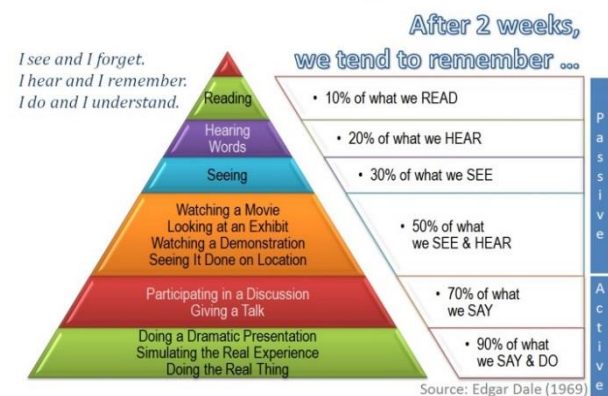 After 2 weeks,
we tend to remember ...
I see and I forget.
I hear and I remember.
I do and I understand.
Reading
• 10% of what we READ
Hearing
Words
• 20% of what we HEAR
Seeing
• 30% of what we SEE
Watching a Movie
Looking at an Exhibit
Watching a Demonstration
Seeing It Done on Location
• 50% of what
we SEE & HEAR
Participating in a Discussion
Giving a Talk
• 70% of what
we SAY
Doing a Dramatic Presentation
Simulating the Real Experience
Doing the Real Thing
• 90% of what
we SAY & DO
Passive
Active
Source: Edgar Dale (1969)